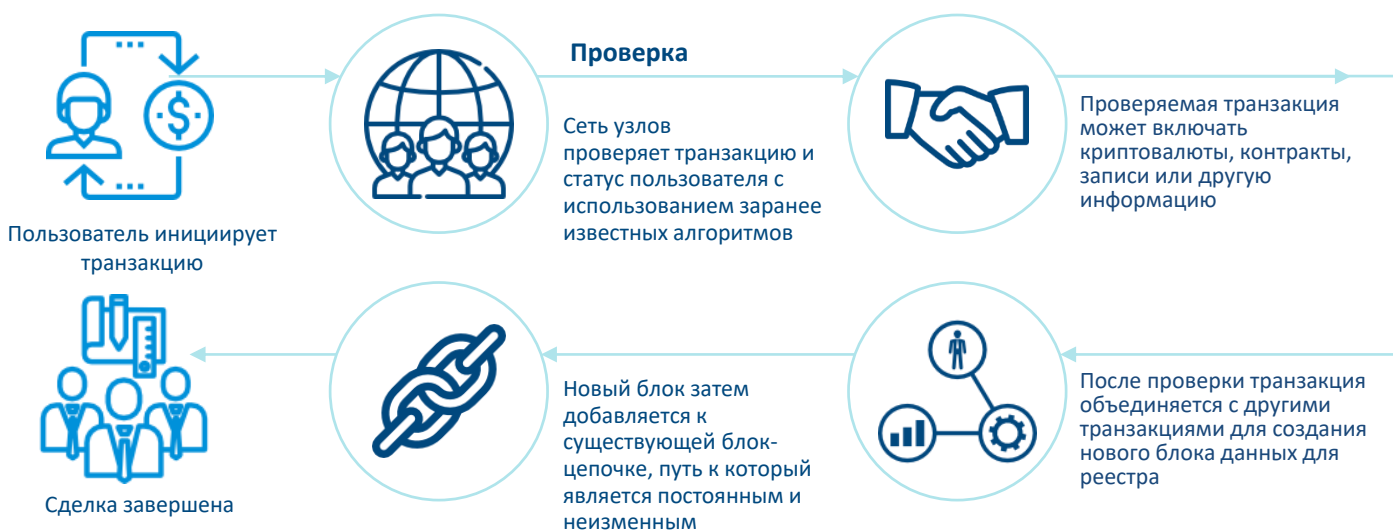 Пользователь инициирует
транзакцию
Проверка
Сеть узлов
проверяет транзакцию и
статус пользователя с
использованием заранее
известных алгоритмов
Проверяемая транзакция
может включать
криптовалюты, контракты,
записи или другую
информацию
После проверки транзакция
объединяется с другими
транзакциями для создания
нового блока данных для
реестра
Новый блок затем
добавляется к
существующей блок-
цепочке, путь к который
является постоянным и
неизменным
Сделка завершена